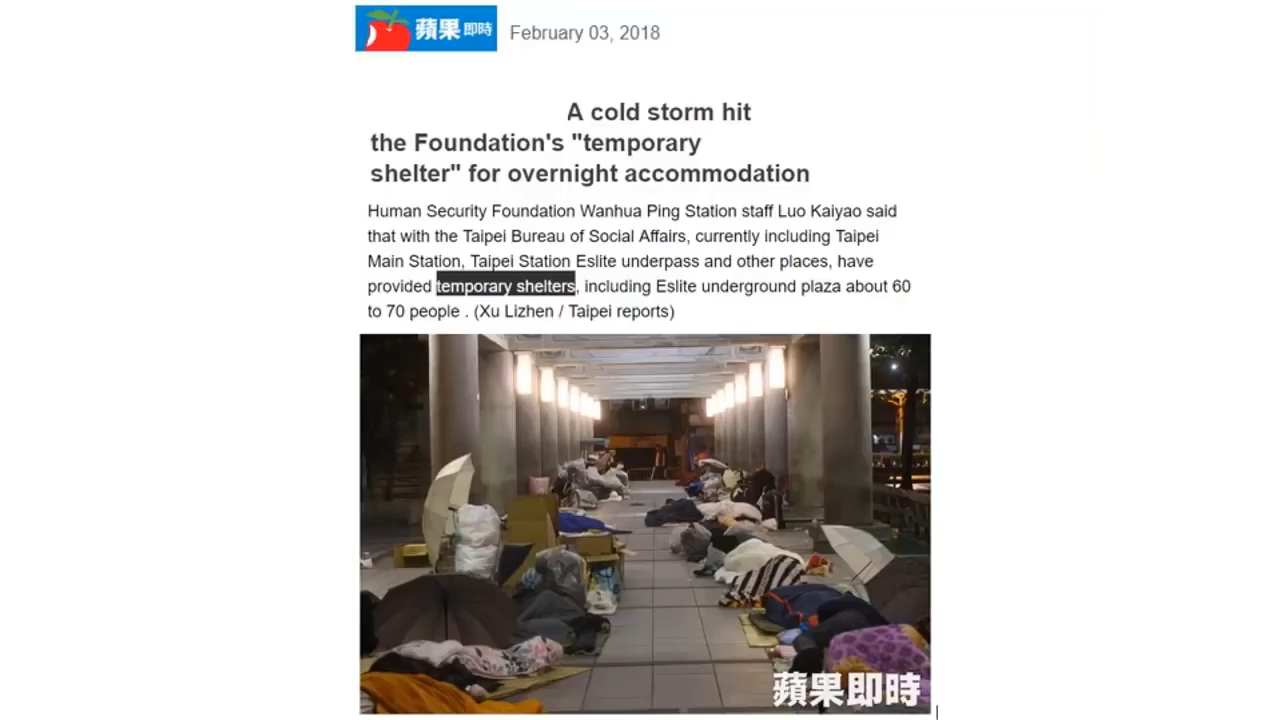 蘋果即時
February 03, 2018
A cold storm hit
the Foundation's "temporary
shelter" for overnight accommodation
Human Security Foundation Wanhua Ping Station staff Luo Kaiyao said
that with the Taipei Bureau of Social Affairs, currently including Taipei
Main Station, Taipei Station Eslite underpass and other places, have
provided temporary shelters, including Eslite underground plaza about 60
to 70 people . (Xu Lizhen / Taipei reports)
蘋果即時